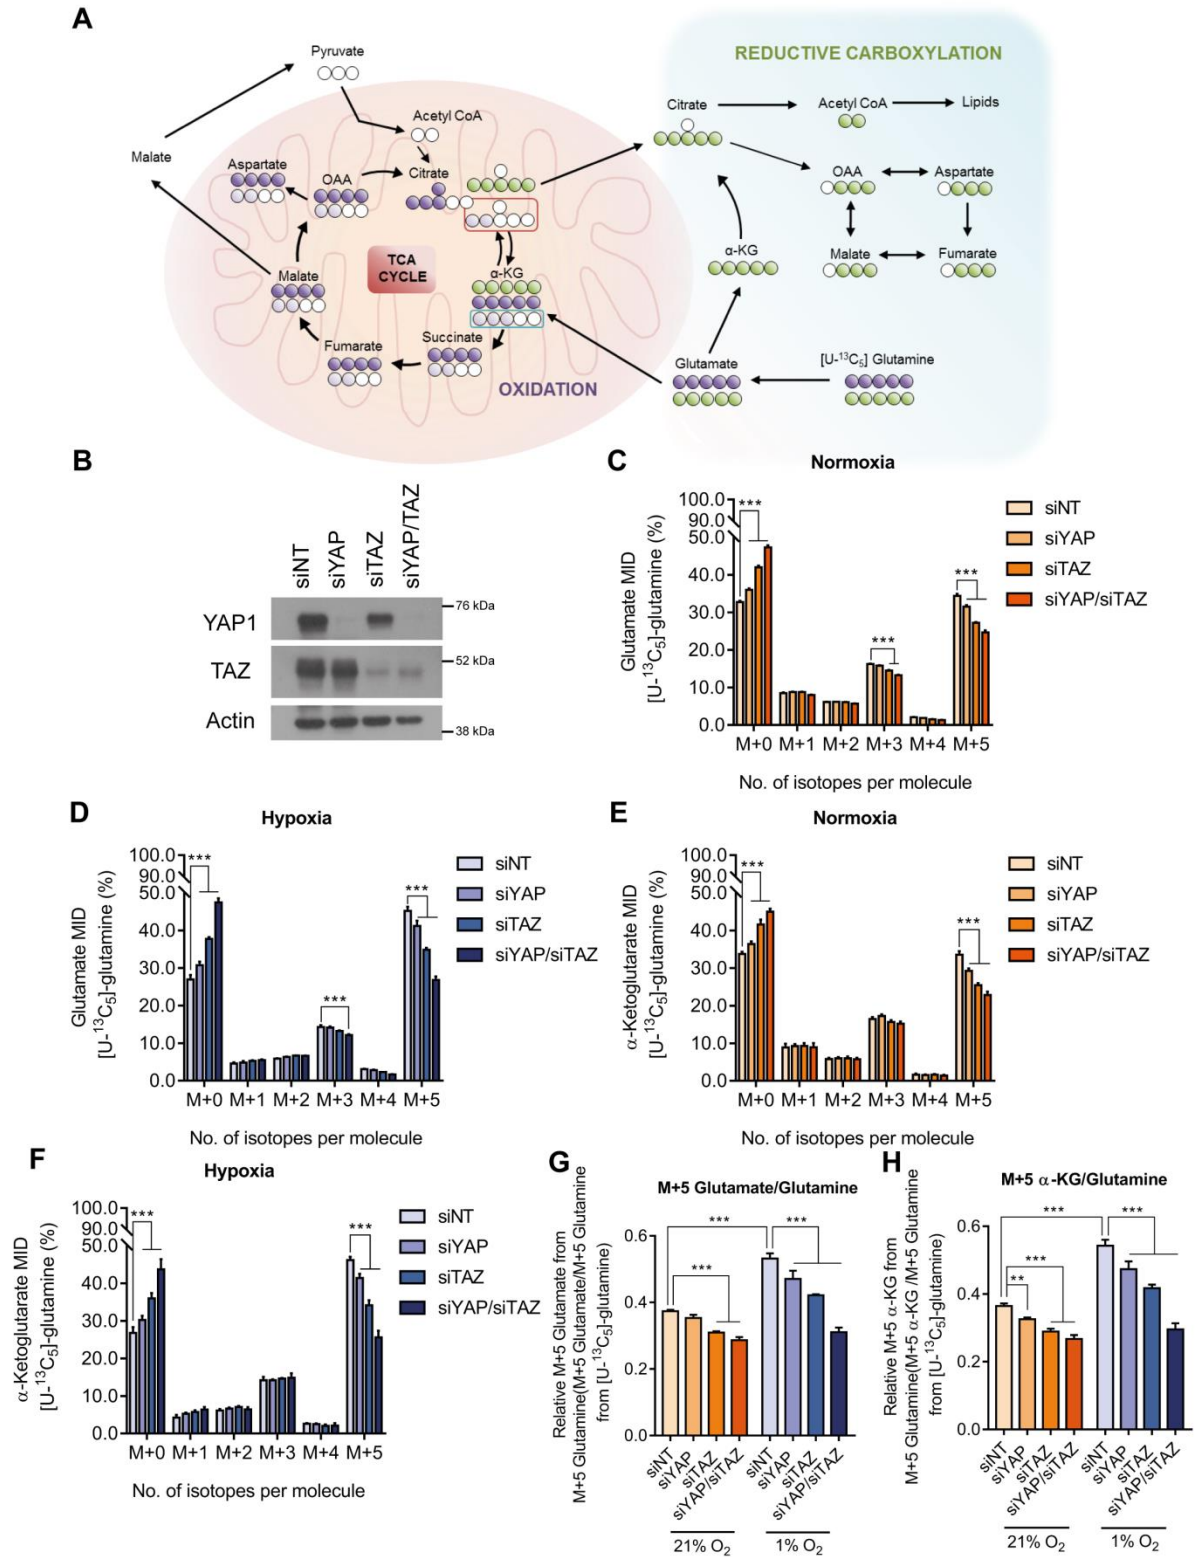 A
Pyruvate
REDUCTIVE CARBOXYLATION
Acetyl CoA
Citrate
Acetyl CoA
Lipids
Malate
Aspartate
OAA
Citrate
OAA
Aspartate
TCA
CYCLE
α-KG
α-KG
Malate
Fumarate
Malate
Fumarate
Succinate
OXIDATION
Glutamate
[U-¹³C₅] Glutamine
B
siNT
siYAP
siTAZ
siYAP/TAZ
YAP1
76 kDa
TAZ
52 kDa
Actin
38 kDa
C
Normoxia
Glutamate MID
[U-¹³C₅]-glutamine (%)
100.0
90.0
50.0
40.0
30.0
20.0
10.0
0.0
***
***
***
M+0 M+1 M+2 M+3 M+4 M+5
No. of isotopes per molecule
siNT
siYAP
siTAZ
siYAP/siTAZ
D
Hypoxia
Glutamate MID
[U-¹³C₅]-glutamine (%)
100.0
90.0
50.0
40.0
30.0
20.0
10.0
0.0
***
***
***
M+0 M+1 M+2 M+3 M+4 M+5
No. of isotopes per molecule
siNT
siYAP
siTAZ
siYAP/siTAZ
E
Normoxia
α-Ketoglutarate MID
[U-¹³C₅]-glutamine (%)
100.0
90.0
50.0
40.0
30.0
20.0
10.0
0.0
***
***
M+0 M+1 M+2 M+3 M+4 M+5
No. of isotopes per molecule
siNT
siYAP
siTAZ
siYAP/siTAZ
F
Hypoxia
α-Ketoglutarate MID
[U-¹³C₅]-glutamine (%)
100.0
90.0
50.0
40.0
30.0
20.0
10.0
0.0
***
***
M+0 M+1 M+2 M+3 M+4 M+5
No. of isotopes per molecule
siNT
siYAP
siTAZ
siYAP/siTAZ
G
M+5 Glutamate/Glutamine
Relative M+5 Glutamate from
M+5 Glutamine(M+5 Glutamate/M+5 Glutamine
from [U-¹³C₅]-glutamine)
0.6
0.4
0.2
0.0
***
***
***
siNT
siYAP
siTAZ
siYAP/siTAZ
siNT
siYAP
siTAZ
siYAP/siTAZ
21% O₂
1% O₂
H
M+5 α-KG/Glutamine
Relative M+5 α-KG from
M+5 Glutamine(M+5 α-KG /M+5 Glutamine
from [U-¹³C₅]-glutamine)
0.6
0.4
0.2
0.0
***
***
***
**
siNT
siYAP
siTAZ
siYAP/siTAZ
siNT
siYAP
siTAZ
siYAP/siTAZ
21% O₂
1% O₂